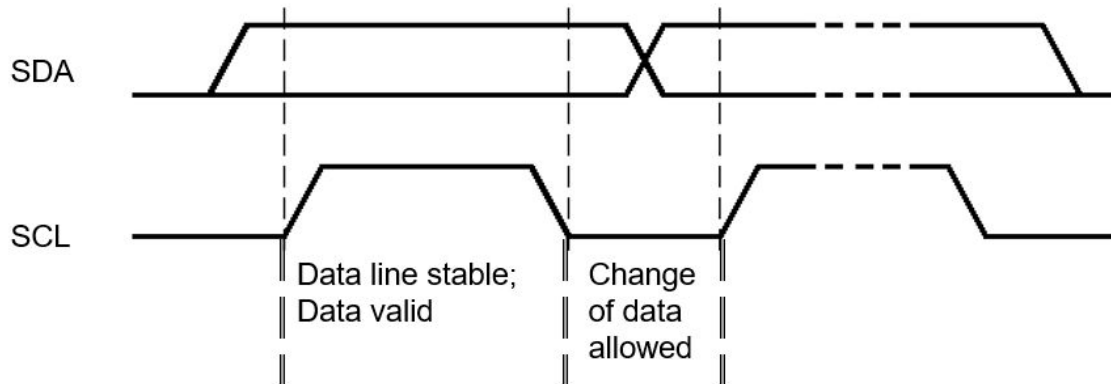 SDA
SCL
Data line stable;
Data valid
Change
of data
allowed